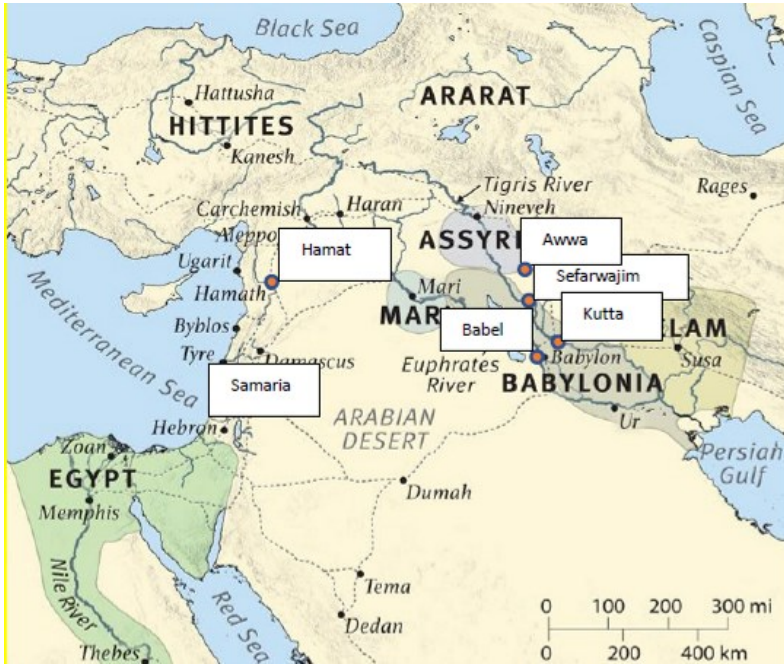 Black Sea
Caspian Sea
Hattusha
HITTITES
Kanesh
ARARAT
Rages
Tigris River
Nineveh
Carchemish
Haran
Aleppo
Hamat
ASSYRI
Awwa
Ugarit
Hamath
Mari
MAR
Sefarwajim
Kutta
Mediterranean Sea
Byblos
Babel
LAM
Tyre
Damascus
Euphrates
River
Babylon
Susa
BABYLONIA
Samaria
ARABIAN
DESERT
Ur
Hebron
Zoan
EGYPT
Memphis
Persian
Gulf
Dumah
Nile River
Red Sea
Tema
Dedan
Thebes
0 100 200 300 mi
0 200 400 km